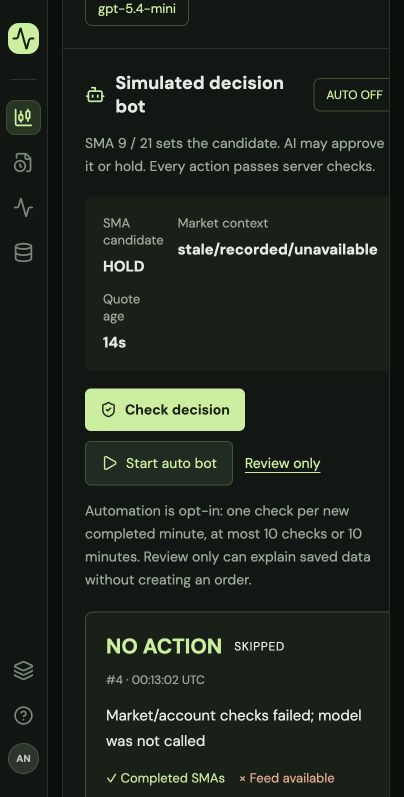 gpt-5.4-mini
Simulated decision
bot
AUTO OFF
SMA 9 / 21 sets the candidate. AI may approve
it or hold. Every action passes server checks.
SMA
candidate
HOLD
Market context
stale/recorded/unavailable
Quote
age
14s
Check decision
Start auto bot
Review only
Automation is opt-in: one check per new
completed minute, at most 10 checks or 10
minutes. Review only can explain saved data
without creating an order.
NO ACTION SKIPPED
#4 · 00:13:02 UTC
Market/account checks failed; model
was not called
✓ Completed SMAs × Feed available
AN